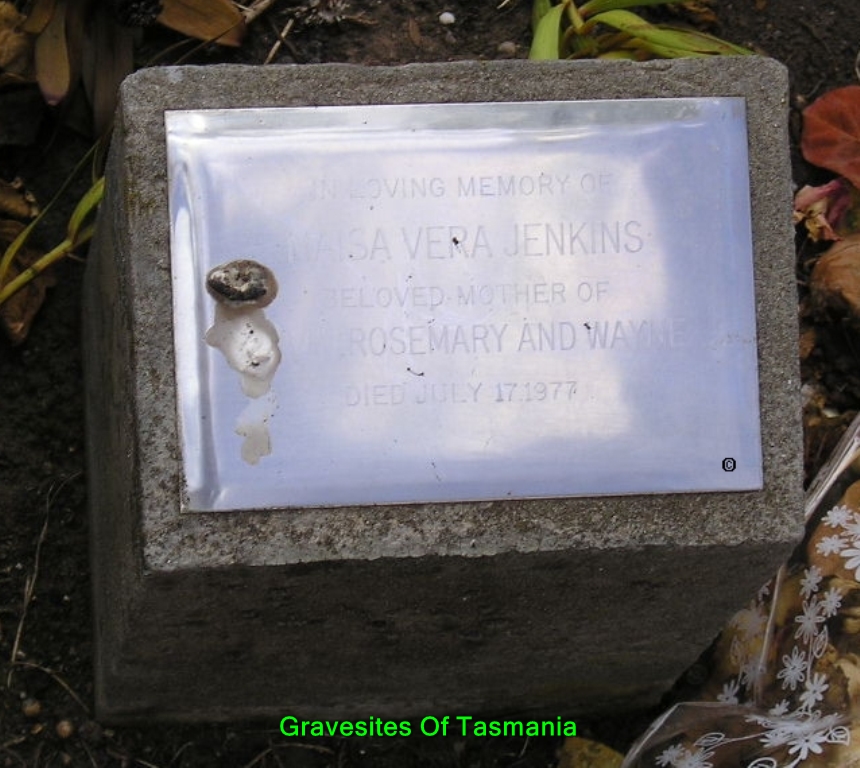 IN LOVING MEMORY OF
VERA JENKINS
BELOVED MOTHER OF
ROSEMARY AND WAYNE
DIED JULY 17.1977
©
Gravesites Of Tasmania